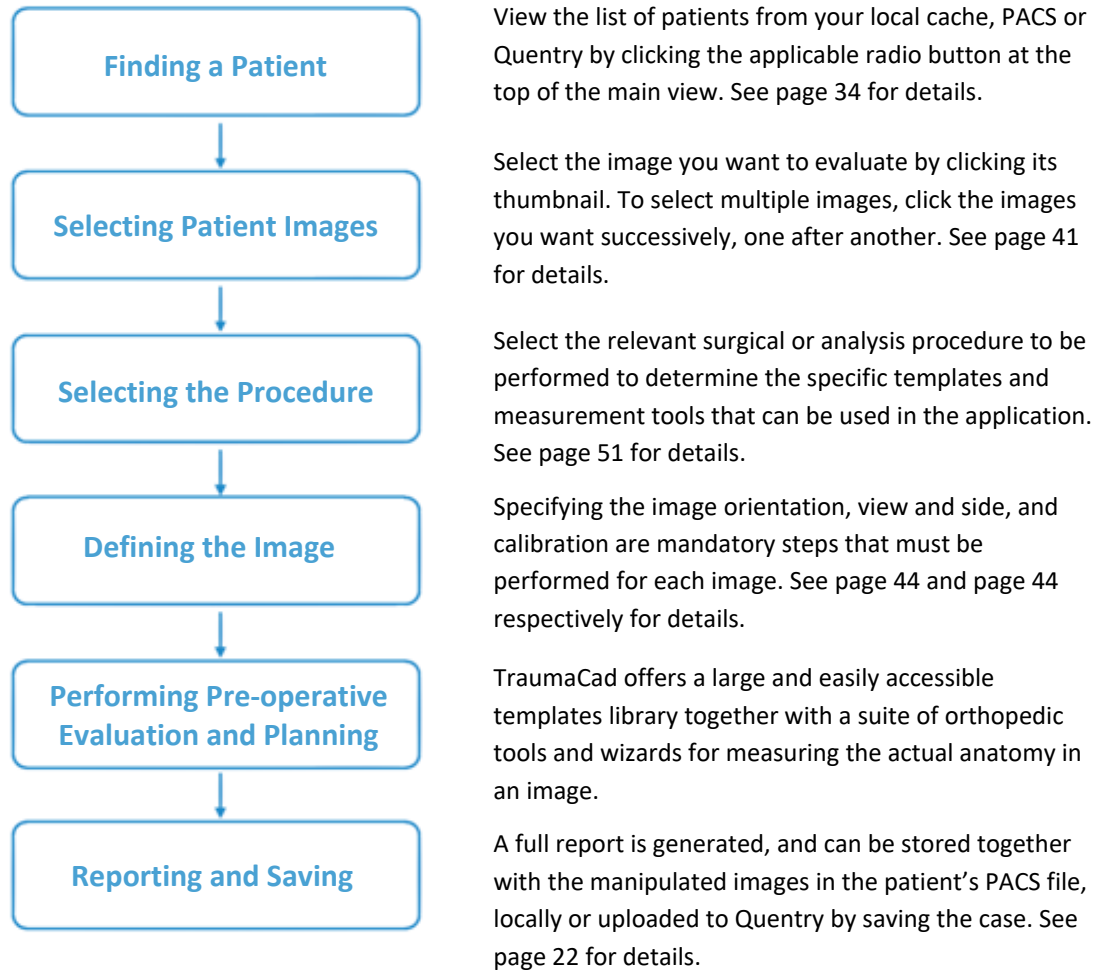 Finding a Patient
View the list of patients from your local cache, PACS or
Quentry by clicking the applicable radio button at the
top of the main view. See page 34 for details.
Selecting Patient Images
Select the image you want to evaluate by clicking its
thumbnail. To select multiple images, click the images
you want successively, one after another. See page 41
for details.
Selecting the Procedure
Select the relevant surgical or analysis procedure to be
performed to determine the specific templates and
measurement tools that can be used in the application.
See page 51 for details.
Defining the Image
Specifying the image orientation, view and side, and
calibration are mandatory steps that must be
performed for each image. See page 44 and page 44
respectively for details.
Performing Pre-operative
Evaluation and Planning
TraumaCad offers a large and easily accessible
templates library together with a suite of orthopedic
tools and wizards for measuring the actual anatomy in
an image.
Reporting and Saving
A full report is generated, and can be stored together
with the manipulated images in the patient’s PACS file,
locally or uploaded to Quentry by saving the case. See
page 22 for details.